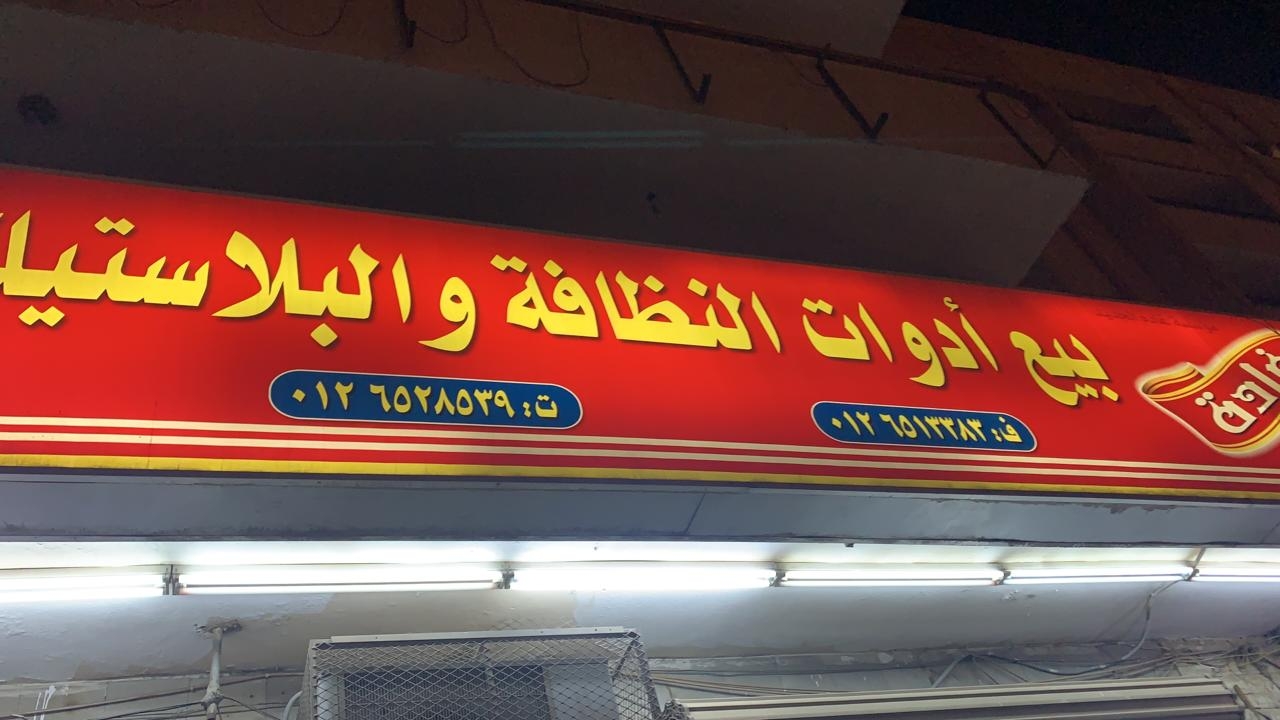 بيع أدوات النظافة والبلاستيك
ف: ٠١٢ ٦٥١٣٣٨٣
ت: ٠١٢ ٦٥٢٨٥٣٩